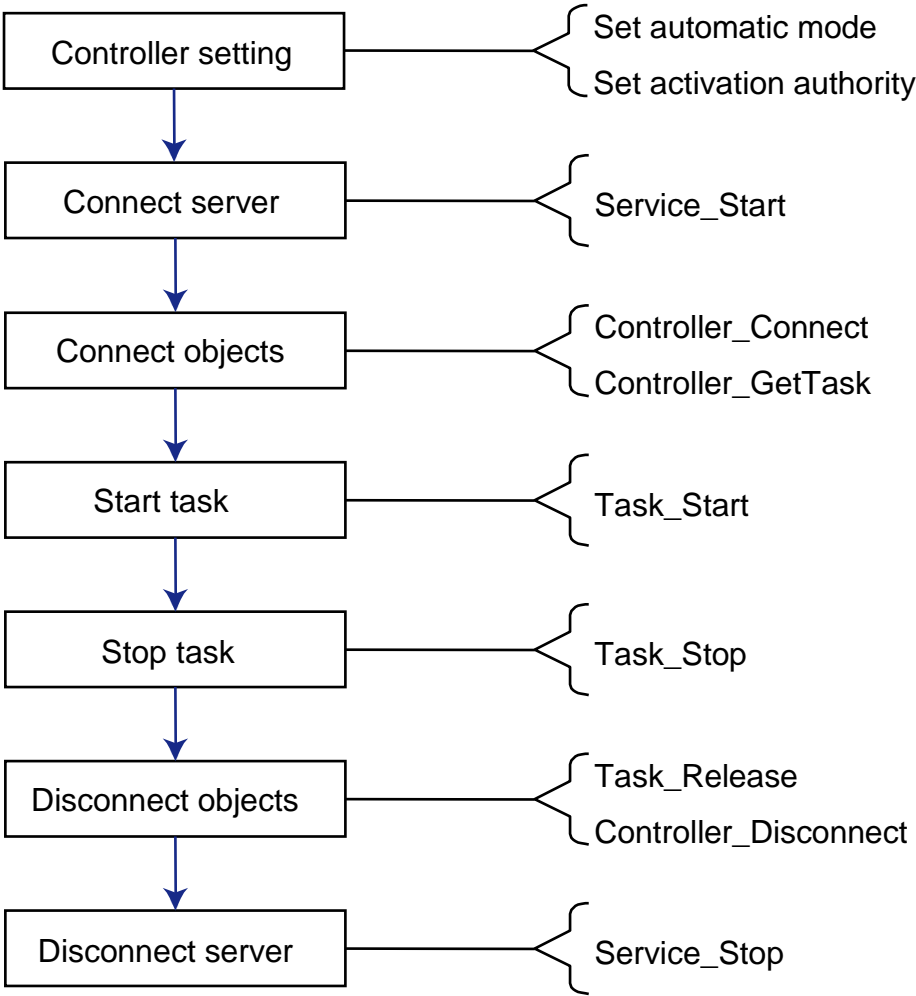 Controller setting
Set automatic mode
Set activation authority
Connect server
Service_Start
Connect objects
Controller_Connect
Controller_GetTask
Start task
Task_Start
Stop task
Task_Stop
Disconnect objects
Task_Release
Controller_Disconnect
Disconnect server
Service_Stop